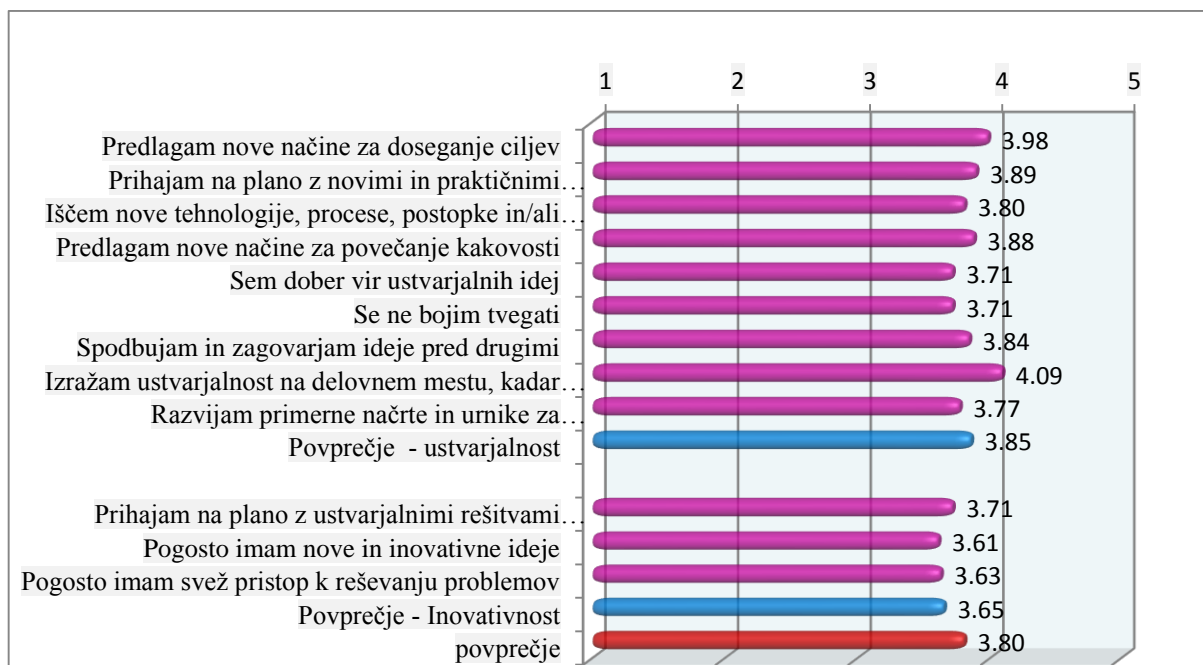 1 2 3 4 5
Predlagam nove načine za doseganje ciljev 3.98
Prihajam na plano z novimi in praktičnimi… 3.89
Iščem nove tehnologije, procese, postopke in/ali… 3.80
Predlagam nove načine za povečanje kakovosti 3.88
Sem dober vir ustvarjalnih idej 3.71
Se ne bojim tvegati 3.71
Spodbujam in zagovarjam ideje pred drugimi 3.84
Izražam ustvarjalnost na delovnem mestu, kadar… 4.09
Razvijam primerne načrte in urnike za 3.77
Povprečje - ustvarjalnost 3.85
Prihajam na plano z ustvarjalnimi rešitvami… 3.71
Pogosto imam nove in inovativne ideje 3.61
Pogosto imam svež pristop k reševanju problemov 3.63
Povprečje - Inovativnost 3.65
povprečje 3.80